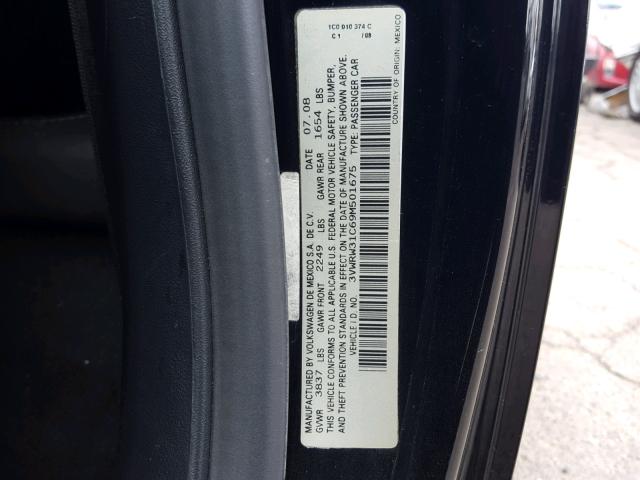 MANUFACTURED BY VOLKSWAGEN DE MEXICO S.A. DE C.V. DATE 07.08
GVWR 3837 LBS GAWR FRONT 2249 LBS GAWR REAR 1654 LBS
THIS VEHICLE CONFORMS TO ALL APPLICABLE U.S. FEDERAL MOTOR VEHICLE SAFETY, BUMPER,
AND THEFT PREVENTION STANDARDS IN EFFECT ON THE DATE OF MANUFACTURE SHOWN ABOVE.
VEHICLE I.D. NO. 3VWRW31C69M501675 TYPE: PASSENGER CAR
COUNTRY OF ORIGIN: MEXICO
1C0 010 374 C
C 1 / 08